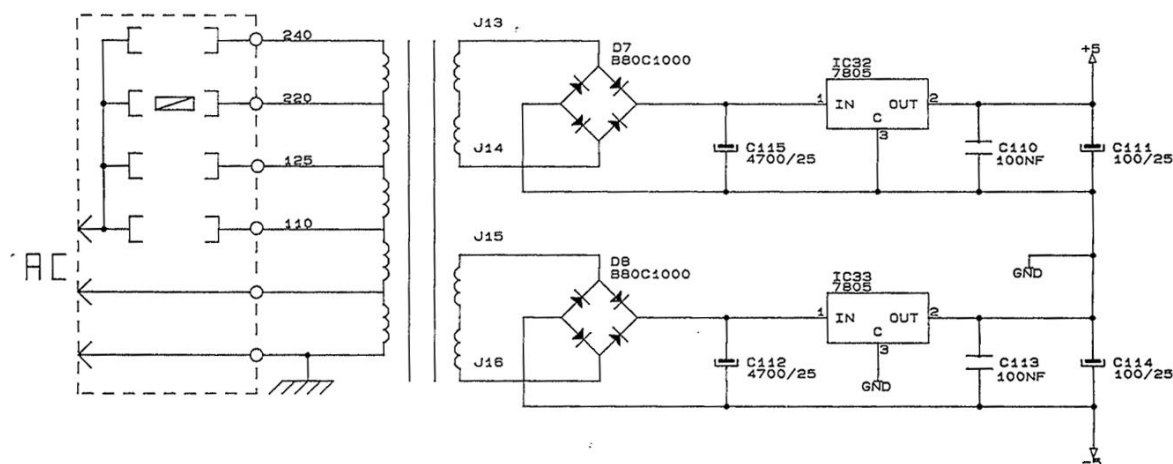 240
220
125
110
AC
J13
J14
D7
B80C1000
C115
4700/25
IC32
7805
1
IN
OUT
2
C
3
C110
100NF
+5
C111
100/25
GND
J15
J16
D8
B80C1000
C112
4700/25
IC33
7805
1
IN
OUT
2
C
3
GND
C113
100NF
C114
100/25
-5